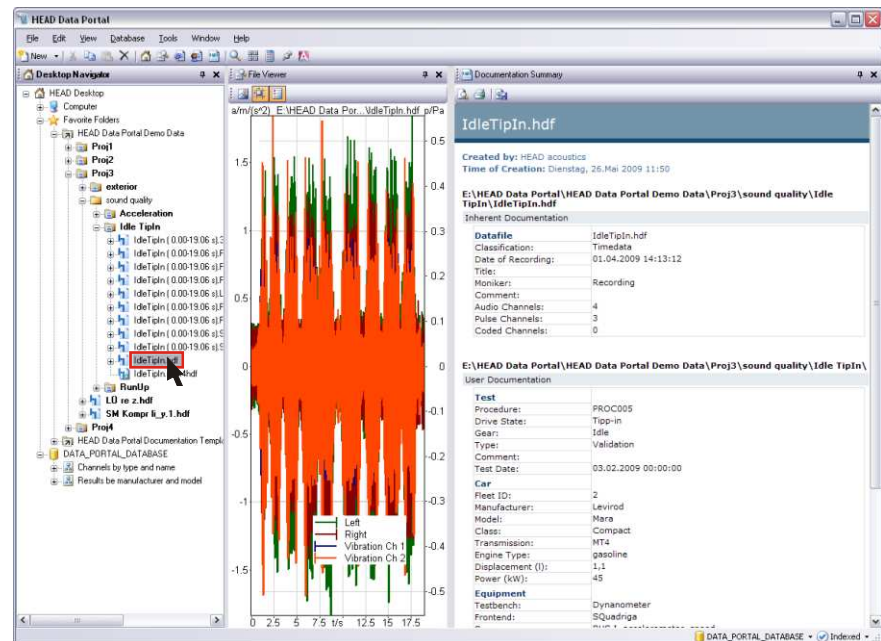 HEAD Data Portal
File Edit View Database Tools Window Help
New
Desktop Navigator
HEAD Desktop
Computer
Favorite Folders
HEAD Data Portal Demo Data
Proj1
Proj2
Proj3
exterior
sound quality
Acceleration
Idle TipIn
IdleTipIn ( 0.00-19.06 s).3
IdleTipIn ( 0.00-19.06 s).F
IdleTipIn ( 0.00-19.06 s).F
IdleTipIn ( 0.00-19.06 s).F
IdleTipIn ( 0.00-19.06 s).L
IdleTipIn ( 0.00-19.06 s).F
IdleTipIn ( 0.00-19.06 s).F
IdleTipIn ( 0.00-19.06 s).S
IdleTipIn ( 0.00-19.06 s).S
IdleTipIn.hdf
RunUp
LÜ re z.hdf
SM Kompr li_y.1.hdf
Proj4
HEAD Data Portal Documentation Templ
DATA_PORTAL_DATABASE
Channels by type and name
Results be manufacturer and model
File Viewer
a/m/(s^2) E:\HEAD Data Por...\IdleTipIn.hdf p/Pa
0.5
1.5
0.4
1
0.3
0.2
0.5
0.1
0 0
-0.1
-0.5
-0.2
-1
-0.3
Left
Right
Vibration Ch 1
Vibration Ch 2
-0.4
-1.5
-0.5
0 2.5 5 7.5 t/s 12.5 15 17.5
Documentation Summary
IdleTipIn.hdf
Created by: HEAD acoustics
Time of Creation: Dienstag, 26.Mai 2009 11:50
E:\HEAD Data Portal\HEAD Data Portal Demo Data\Proj3\sound quality\Idle
TipIn\IdleTipIn.hdf
Inherent Documentation
Datafile IdleTipIn.hdf
Classification: Timedata
Date of Recording: 01.04.2009 14:13:12
Title:
Moniker: Recording
Comment:
Audio Channels: 4
Pulse Channels: 3
Coded Channels: 0
E:\HEAD Data Portal\HEAD Data Portal Demo Data\Proj3\sound quality\Idle TipIn\
User Documentation
Test
Procedure: PROC005
Drive State: Tipp-in
Gear: Idle
Type: Validation
Comment:
Test Date: 03.02.2009 00:00:00
Car
Fleet ID: 2
Manufacturer: Levirod
Model: Mara
Class: Compact
Transmission: MT4
Engine Type: gasoline
Displacement (l): 1,1
Power (kW): 45
Equipment
Testbench: Dynanometer
Frontend: SQuadriga
DATA_PORTAL_DATABASE Indexed